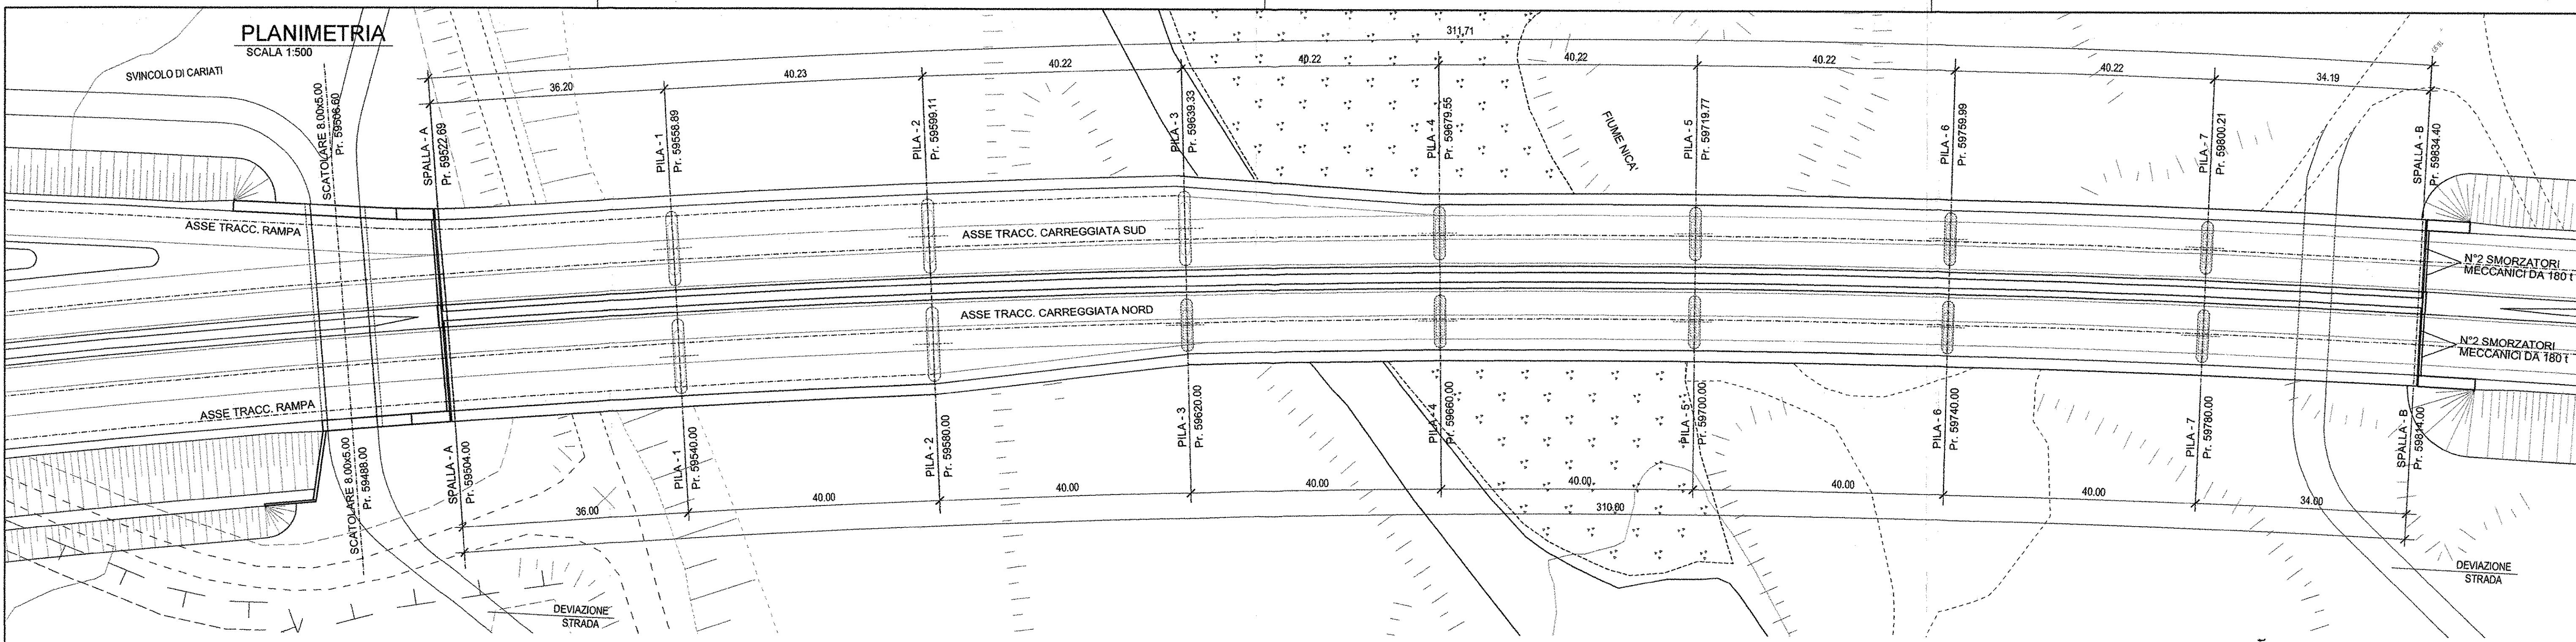 PLANIMETRIA
SCALA 1:500
SVINCOLO DI CARIATI
311.71
36.20
40.23
40.22
40.22
40.22
40.22
40.22
34.19
SCATOLARE 8.00x5.00
Pr. 59506.60
SPALLA - A
Pr. 59522.69
PILA - 1
Pr. 59558.89
PILA - 2
Pr. 59599.11
PILA - 3
Pr. 59639.33
PILA - 4
Pr. 59679.55
FIUME NICA'
PILA - 5
Pr. 59719.77
PILA - 6
Pr. 59759.99
PILA - 7
Pr. 59800.21
SPALLA - B
Pr. 59834.40
ASSE TRACC. RAMPA
ASSE TRACC. CARREGGIATA SUD
N°2 SMORZATORI
MECCANICI DA 180 t
ASSE TRACC. CARREGGIATA NORD
N°2 SMORZATORI
MECCANICI DA 180 t
ASSE TRACC. RAMPA
SCATOLARE 8.00x5.00
Pr. 59488.00
SPALLA - A
Pr. 59504.00
PILA - 1
Pr. 59540.00
PILA - 2
Pr. 59580.00
PILA - 3
Pr. 59620.00
PILA - 4
Pr. 59660.00
PILA - 5
Pr. 59700.00
PILA - 6
Pr. 59740.00
PILA - 7
Pr. 59780.00
SPALLA - B
Pr. 59814.00
36.00
40.00
40.00
40.00
40.00
40.00
40.00
34.00
310.00
DEVIAZIONE
STRADA
DEVIAZIONE
STRADA